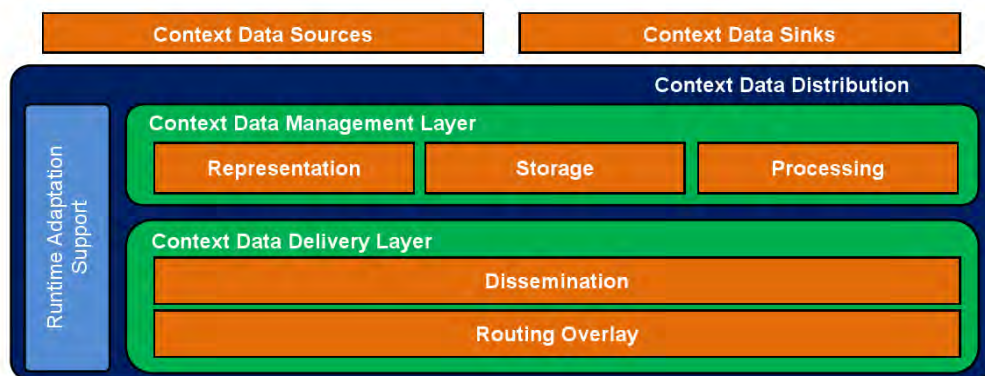 Context Data Sources
Context Data Sinks
Context Data Distribution
Runtime Adaptation
Support
Context Data Management Layer
Representation
Storage
Processing
Context Data Delivery Layer
Dissemination
Routing Overlay